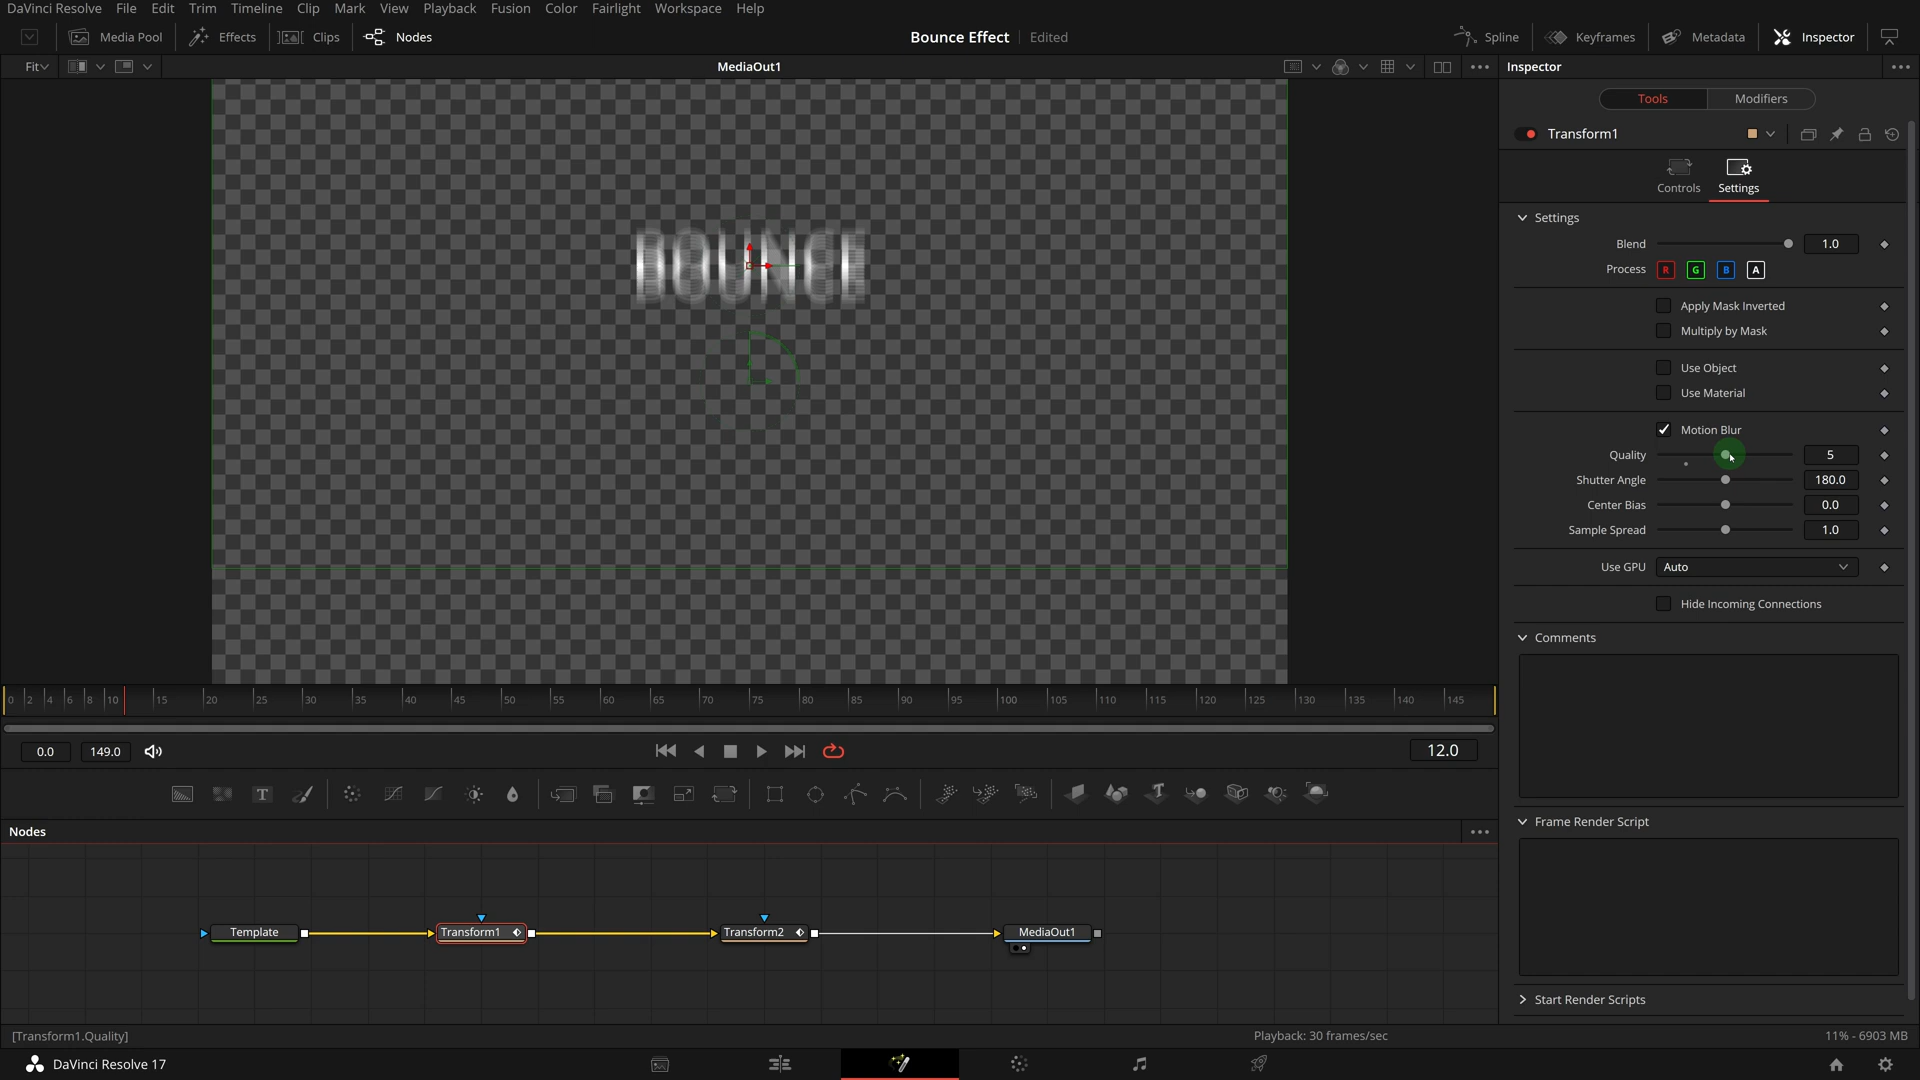 DaVinci Resolve File Edit Trim Timeline Clip Mark View Playback Fusion Color Fairlight Workspace Help
Media Pool Effects Clips Nodes Bounce Effect Edited Spline Keyframes Metadata Inspector
Fit MediaOut1 Inspector
Tools Modifiers
Transform1
Controls Settings
Settings
Blend 1.0
Process R G B A
Apply Mask Inverted
Multiply by Mask
Use Object
Use Material
Motion Blur
Quality 5
Shutter Angle 180.0
Center Bias 0.0
Sample Spread 1.0
Use GPU Auto
Hide Incoming Connections
Comments
Frame Render Script
Start Render Scripts
BOUNCE
0 2 4 6 8 10 15 20 25 30 35 40 45 50 55 60 65 70 75 80 85 90 95 100 105 110 115 120 125 130 135 140 145
0.0 149.0 12.0
T
T
Nodes
Template Transform1 Transform2 MediaOut1
[Transform1.Quality] Playback: 30 frames/sec 11% - 6903 MB
DaVinci Resolve 17